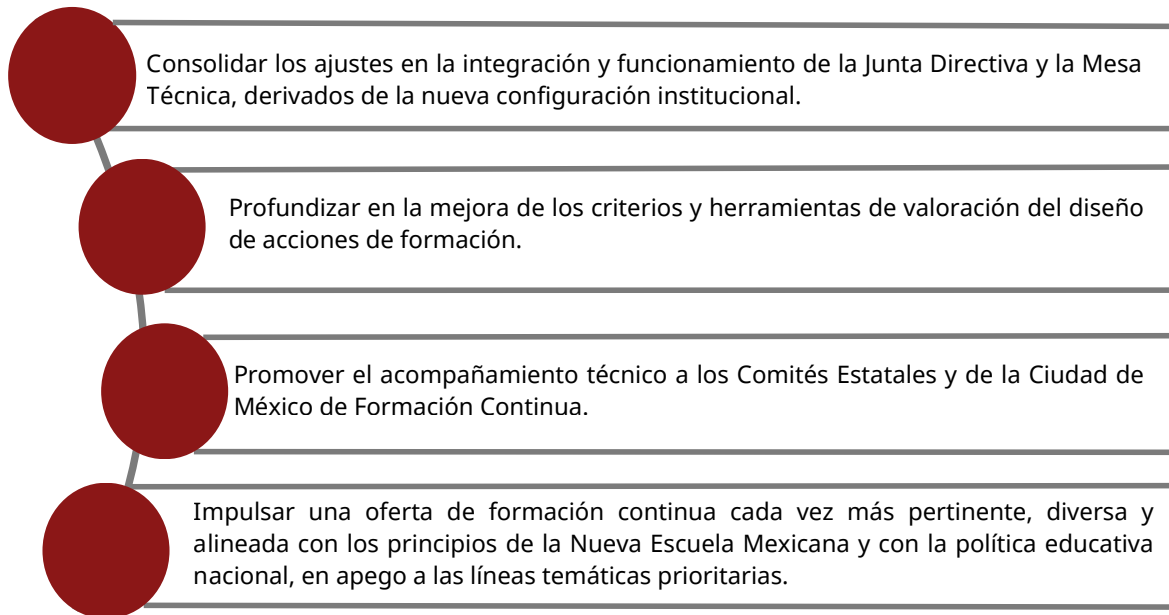 Consolidar los ajustes en la integración y funcionamiento de la Junta Directiva y la Mesa
Técnica, derivados de la nueva configuración institucional.
Profundizar en la mejora de los criterios y herramientas de valoración del diseño
de acciones de formación.
Promover el acompañamiento técnico a los Comités Estatales y de la Ciudad de
México de Formación Continua.
Impulsar una oferta de formación continua cada vez más pertinente, diversa y
alineada con los principios de la Nueva Escuela Mexicana y con la política educativa
nacional, en apego a las líneas temáticas prioritarias.